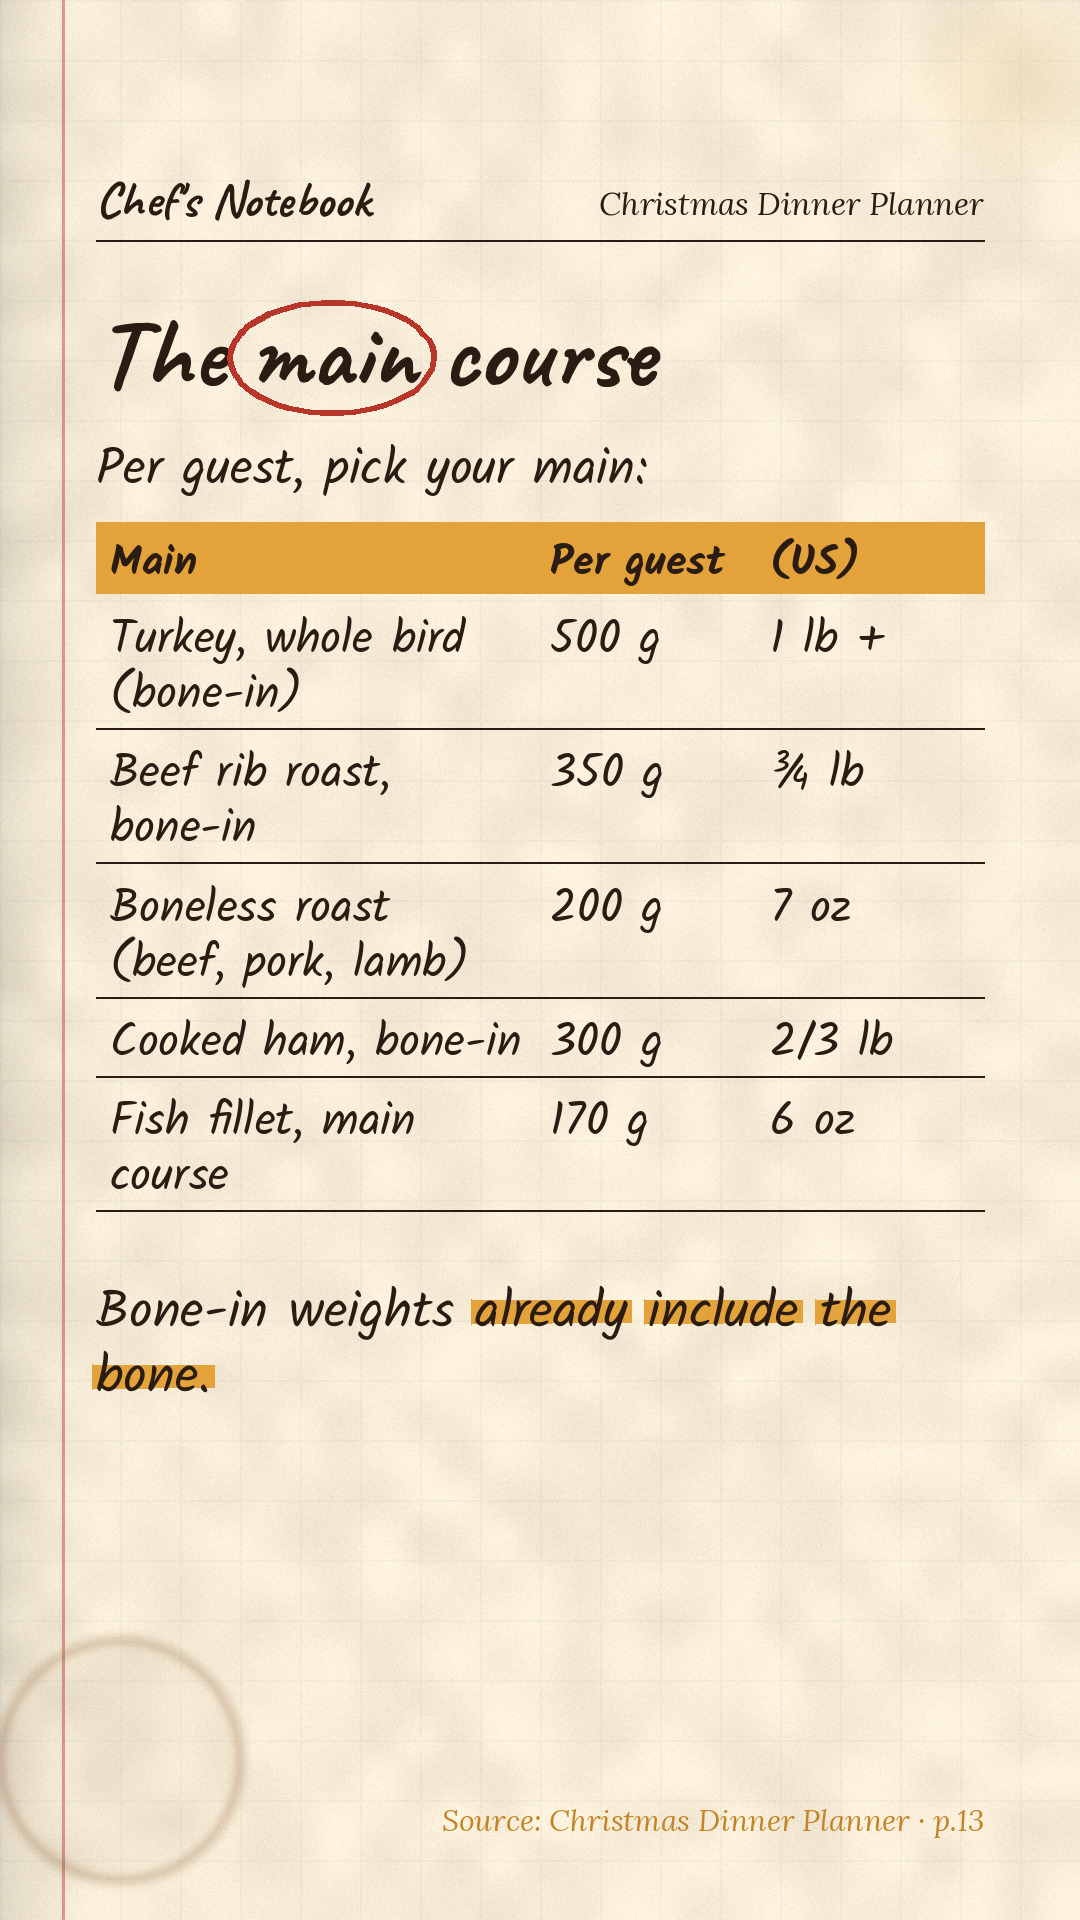 Chef's Notebook
Christmas Dinner Planner
The main course
Per guest, pick your main:
Main Per guest (US)
Turkey, whole bird 500 g 1 lb +
(bone-in)
Beef rib roast, 350 g ¾ lb
bone-in
Boneless roast 200 g 7 oz
(beef, pork, lamb)
Cooked ham, bone-in 300 g 2/3 lb
Fish fillet, main 170 g 6 oz
course
Bone-in weights already include the
bone.
Source: Christmas Dinner Planner · p.13